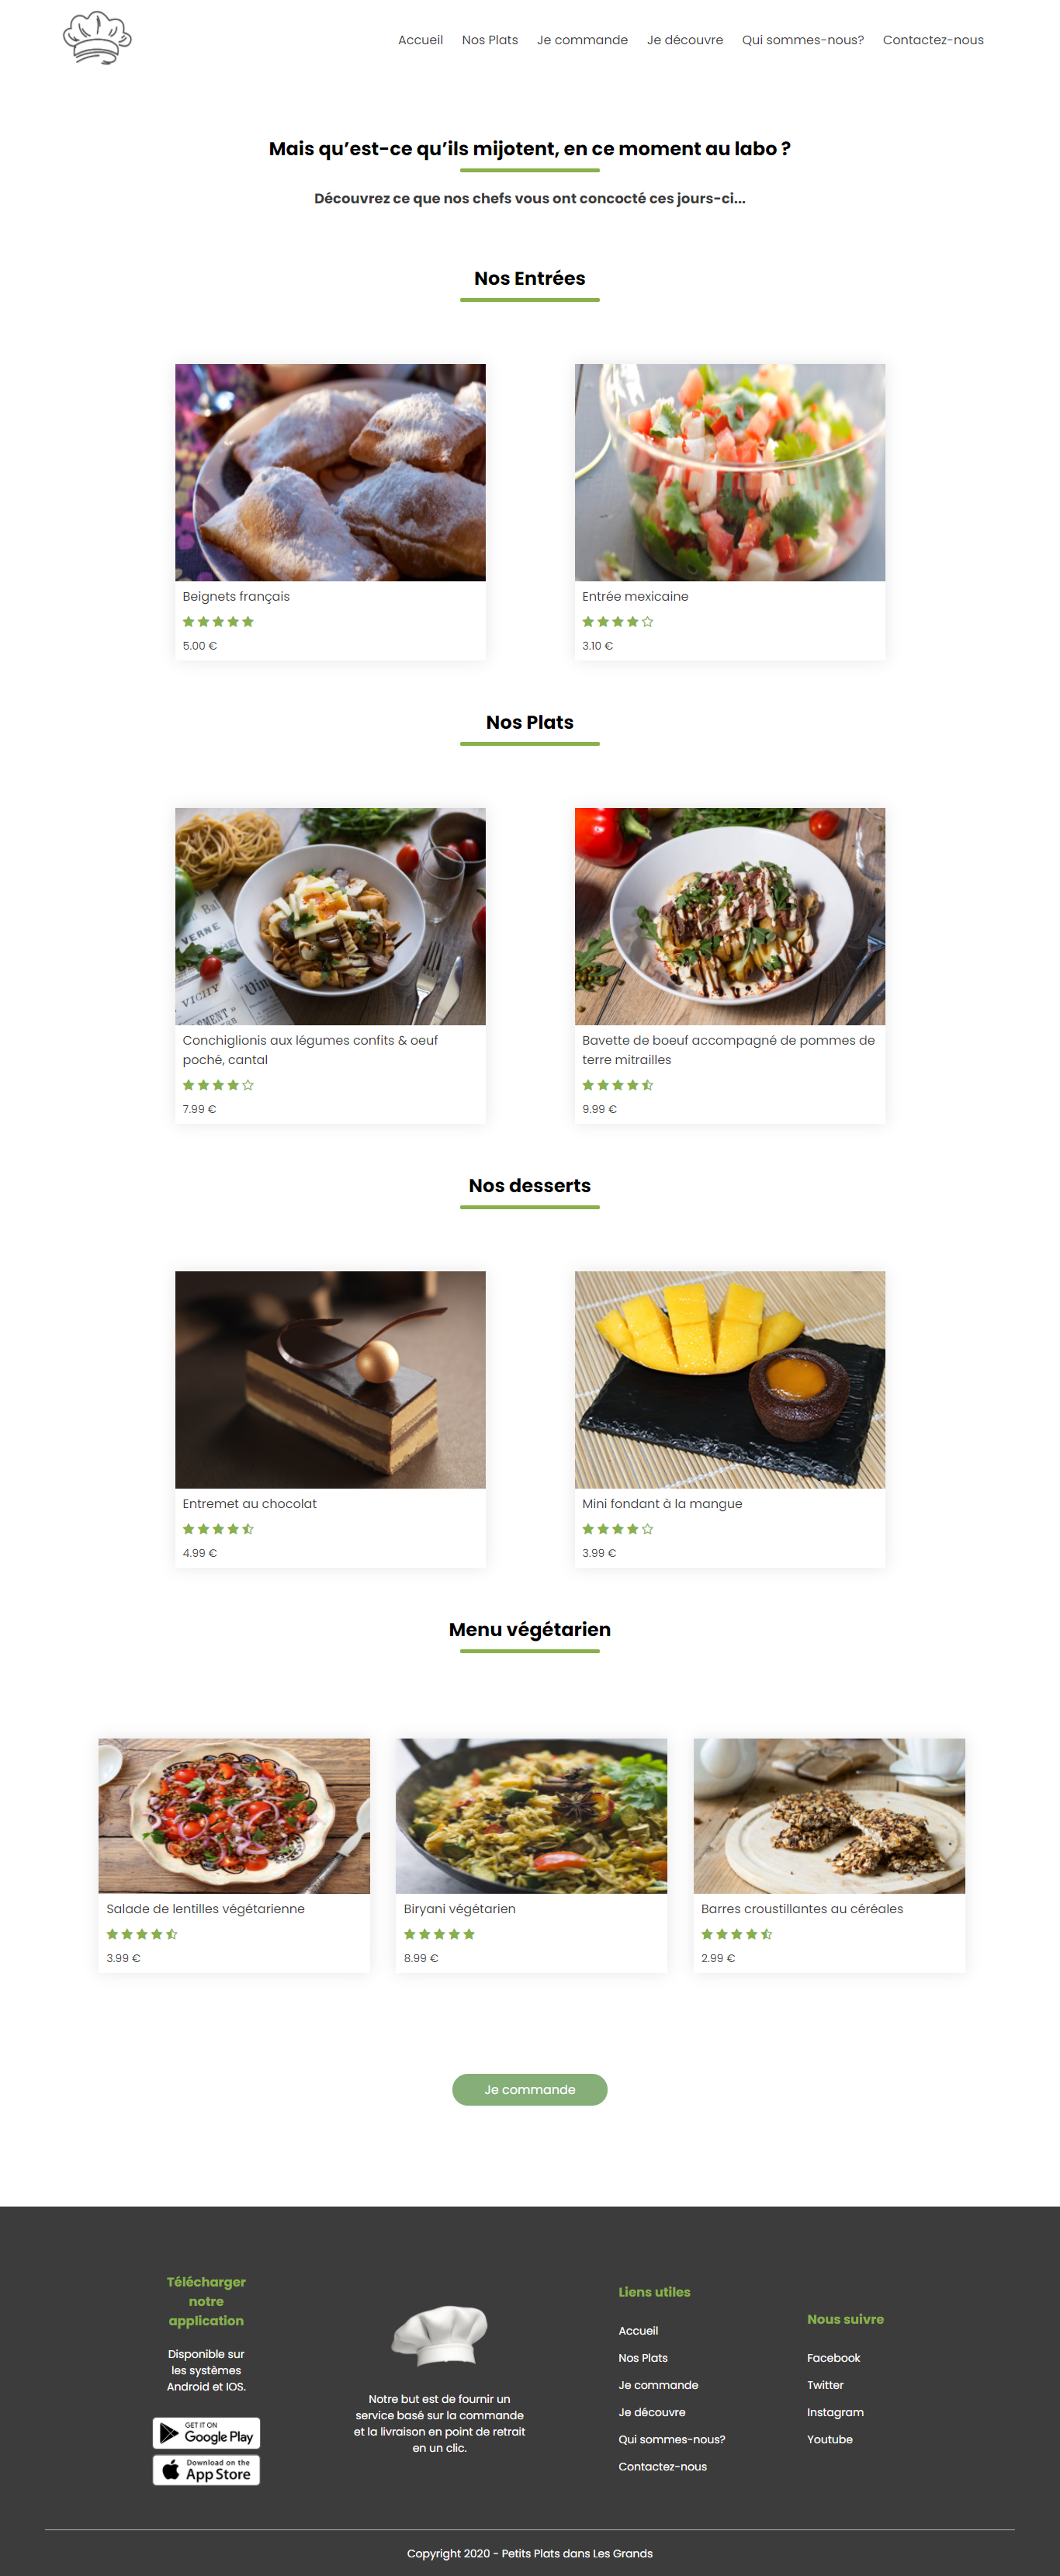 Accueil Nos Plats Je commande Je découvre Qui sommes-nous? Contactez-nous
Mais qu’est-ce qu’ils mijotent, en ce moment au labo ?
Découvrez ce que nos chefs vous ont concocté ces jours-ci...
Nos Entrées
Beignets français
5.00 €
Entrée mexicaine
3.10 €
Nos Plats
VERNE
VICHY
Conchiglionis aux légumes confits & oeuf
poché, cantal
7.99 €
Bavette de boeuf accompagné de pommes de
terre mitrailles
9.99 €
Nos desserts
Entremet au chocolat
4.99 €
Mini fondant à la mangue
3.99 €
Menu végétarien
Salade de lentilles végétarienne
3.99 €
Biryani végétarien
8.99 €
Barres croustillantes au céréales
2.99 €
Je commande
Télécharger
notre
application
Disponible sur
les systèmes
Android et IOS.
GET IT ON
Google Play
Download on the
App Store
Notre but est de fournir un
service basé sur la commande
et la livraison en point de retrait
en un clic.
Liens utiles
Accueil
Nos Plats
Je commande
Je découvre
Qui sommes-nous?
Contactez-nous
Nous suivre
Facebook
Twitter
Instagram
Youtube
Copyright 2020 - Petits Plats dans Les Grands